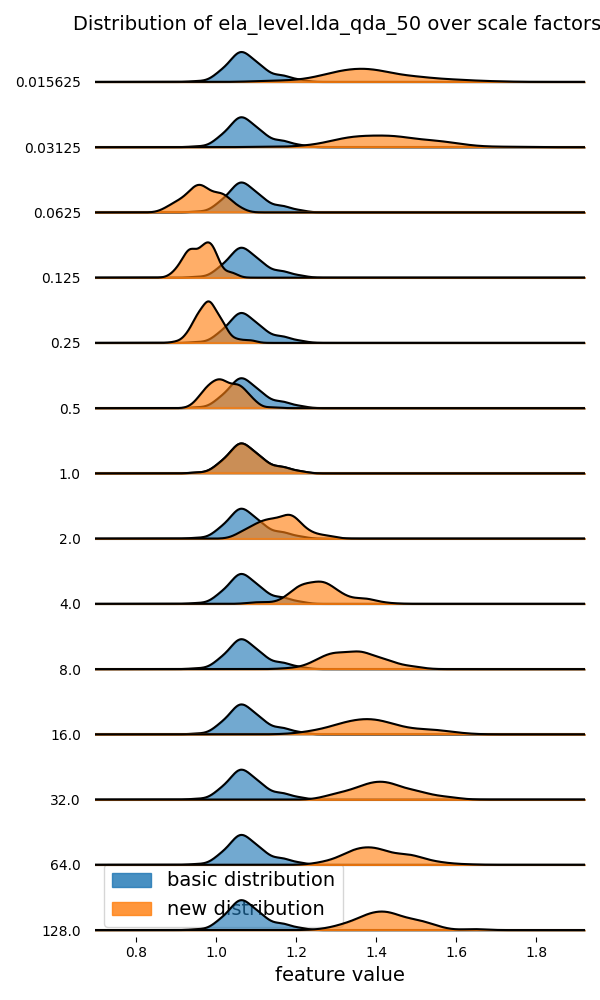 Distribution of ela_level.lda_qda_50 over scale factors
0.015625
0.03125
0.0625
0.125
0.25
0.5
1.0
2.0
4.0
8.0
16.0
32.0
64.0
basic distribution
new distribution
128.0
0.8 1.0 1.2 1.4 1.6 1.8
feature value